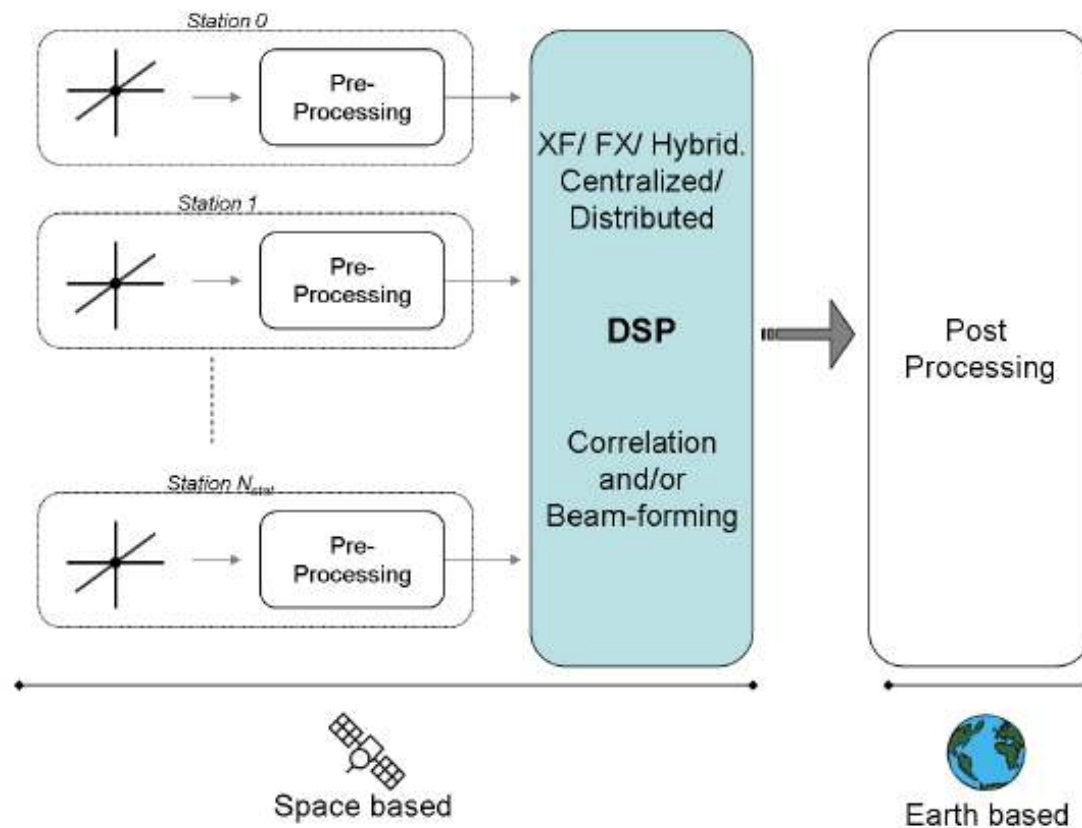 Station 0
Pre-
Processing
Station 1
Pre-
Processing
Station N_stat
Pre-
Processing
XF/ FX/ Hybrid.
Centralized/
Distributed
DSP
Correlation
and/or
Beam-forming
Post
Processing
Space based
Earth based